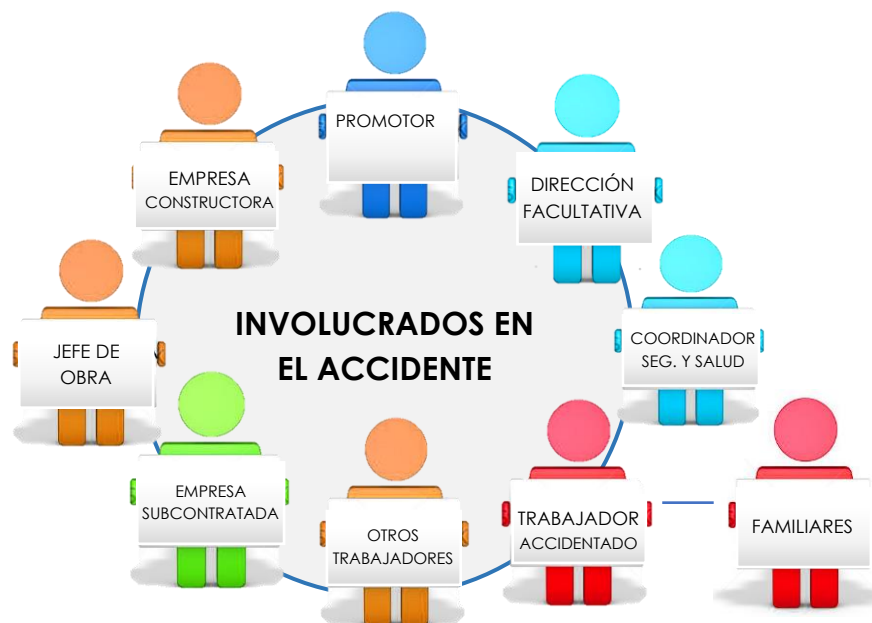 PROMOTOR
EMPRESA
CONSTRUCTORA
DIRECCIÓN
FACULTATIVA
INVOLUCRADOS EN
EL ACCIDENTE
JEFE DE
OBRA
COORDINADOR
SEG. Y SALUD
EMPRESA
SUBCONTRATADA
OTROS
TRABAJADORES
TRABAJADOR
ACCIDENTADO
FAMILIARES